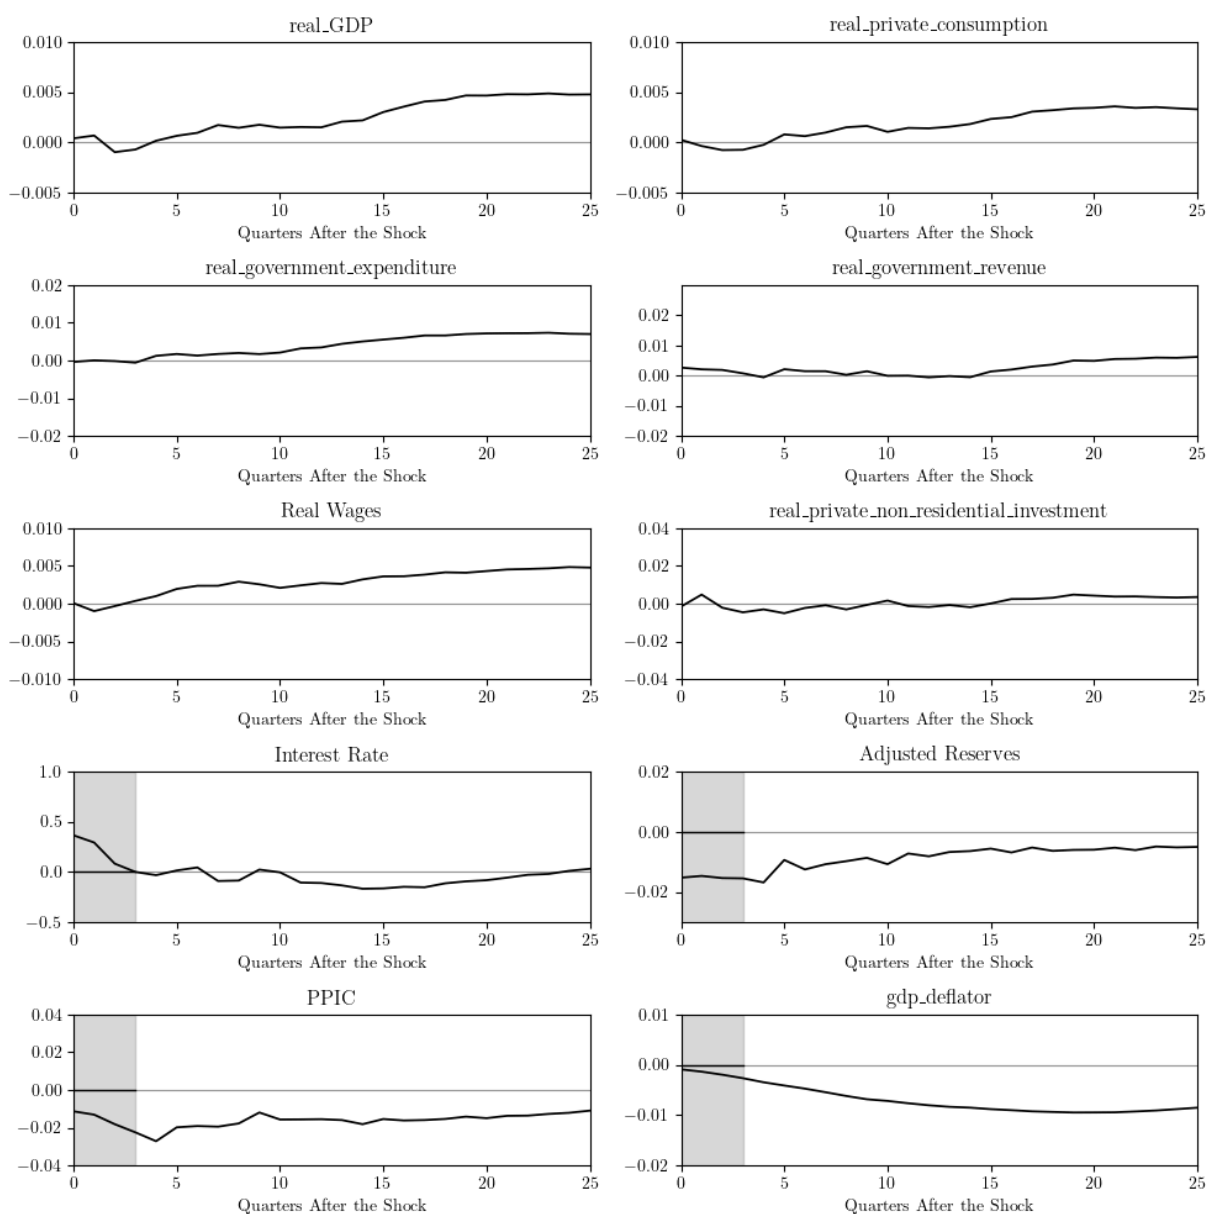 real_GDP
0.010
0.005
0.000
−0.005
0 5 10 15 20 25
Quarters After the Shock
real_private_consumption
0.010
0.005
0.000
−0.005
0 5 10 15 20 25
Quarters After the Shock
real_government_expenditure
0.02
0.01
0.00
−0.01
−0.02
0 5 10 15 20 25
Quarters After the Shock
real_government_revenue
0.02
0.01
0.00
−0.01
−0.02
0 5 10 15 20 25
Quarters After the Shock
Real Wages
0.010
0.005
0.000
−0.005
−0.010
0 5 10 15 20 25
Quarters After the Shock
real_private_non_residential_investment
0.04
0.02
0.00
−0.02
−0.04
0 5 10 15 20 25
Quarters After the Shock
Interest Rate
1.0
0.5
0.0
−0.5
0 5 10 15 20 25
Quarters After the Shock
Adjusted Reserves
0.02
0.00
−0.02
0 5 10 15 20 25
Quarters After the Shock
PPIC
0.04
0.02
0.00
−0.02
−0.04
0 5 10 15 20 25
Quarters After the Shock
gdp_deflator
0.01
0.00
−0.01
−0.02
0 5 10 15 20 25
Quarters After the Shock